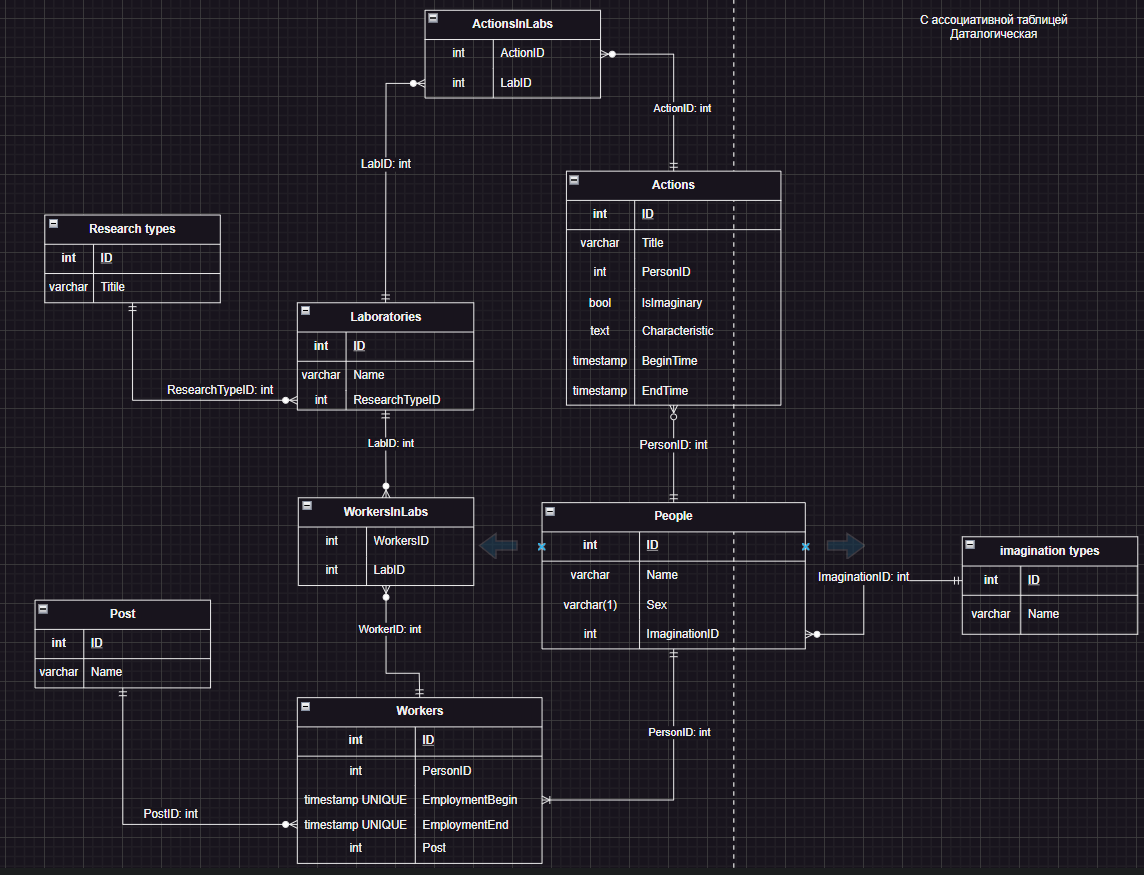 С ассоциативной таблицей
Даталогическая
ActionsInLabs
int ActionID
int LabID
ActionID: int
LabID: int
Actions
int ID
varchar Title
int PersonID
bool IsImaginary
text Characteristic
timestamp BeginTime
timestamp EndTime
Research types
int ID
varchar Titile
ResearchTypeID: int
Laboratories
int ID
varchar Name
int ResearchTypeID
LabID: int
PersonID: int
WorkersInLabs
int WorkersID
int LabID
WorkerID: int
People
int ID
varchar Name
varchar(1) Sex
int ImaginationID
ImaginationID: int
imagination types
int ID
varchar Name
Post
int ID
varchar Name
PostID: int
Workers
int ID
int PersonID
timestamp UNIQUE EmploymentBegin
timestamp UNIQUE EmploymentEnd
int Post
PersonID: int